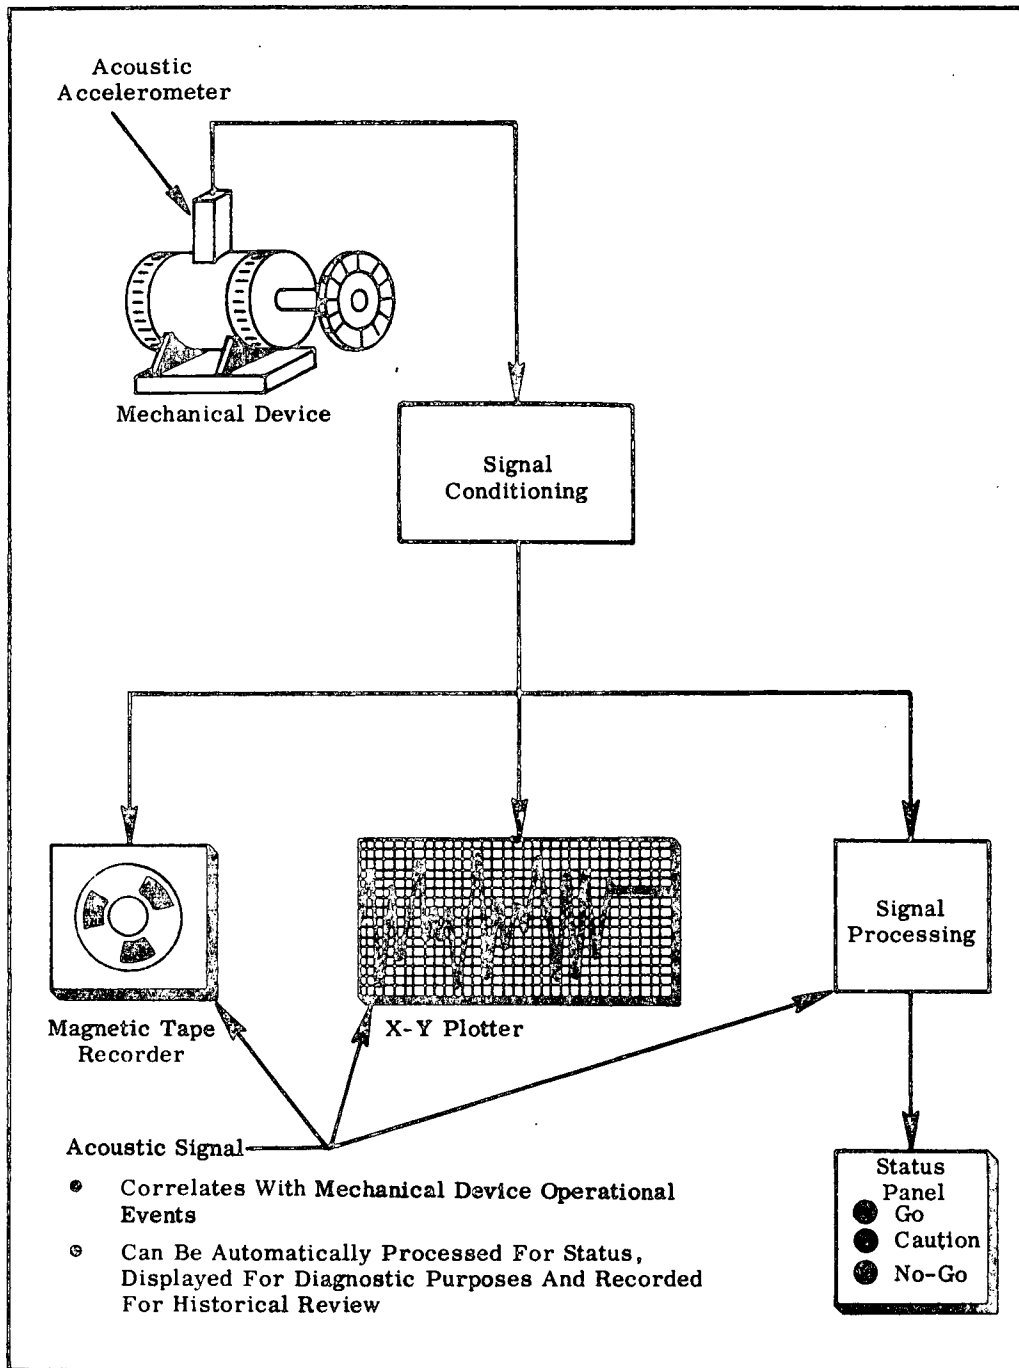 Acoustic
Accelerometer
Mechanical Device
Signal
Conditioning
Signal
Processing
Magnetic Tape
Recorder
X-Y Plotter
Acoustic Signal
Correlates With Mechanical Device Operational
Events
Can Be Automatically Processed For Status,
Displayed For Diagnostic Purposes And Recorded
For Historical Review
Status
Panel
Go
Caution
No-Go